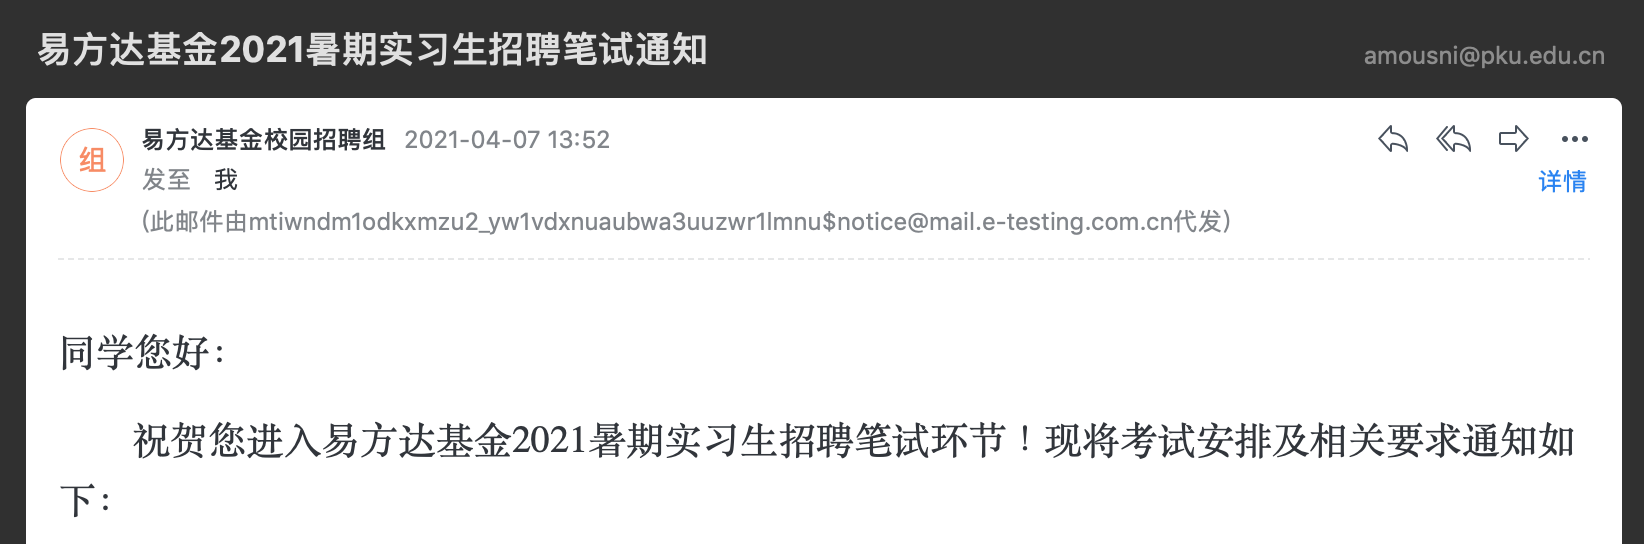 易方达基金2021暑期实习生招聘笔试通知
amousni@pku.edu.cn
组
易方达基金校园招聘组 2021-04-07 13:52
发至 我
详情
(此邮件由mtiwndm1odkxmzu2_yw1vdxnuaubwa3uuzwr1lmnu$notice@mail.e-testing.com.cn代发)
同学您好：
祝贺您进入易方达基金2021暑期实习生招聘笔试环节！现将考试安排及相关要求通知如
下：